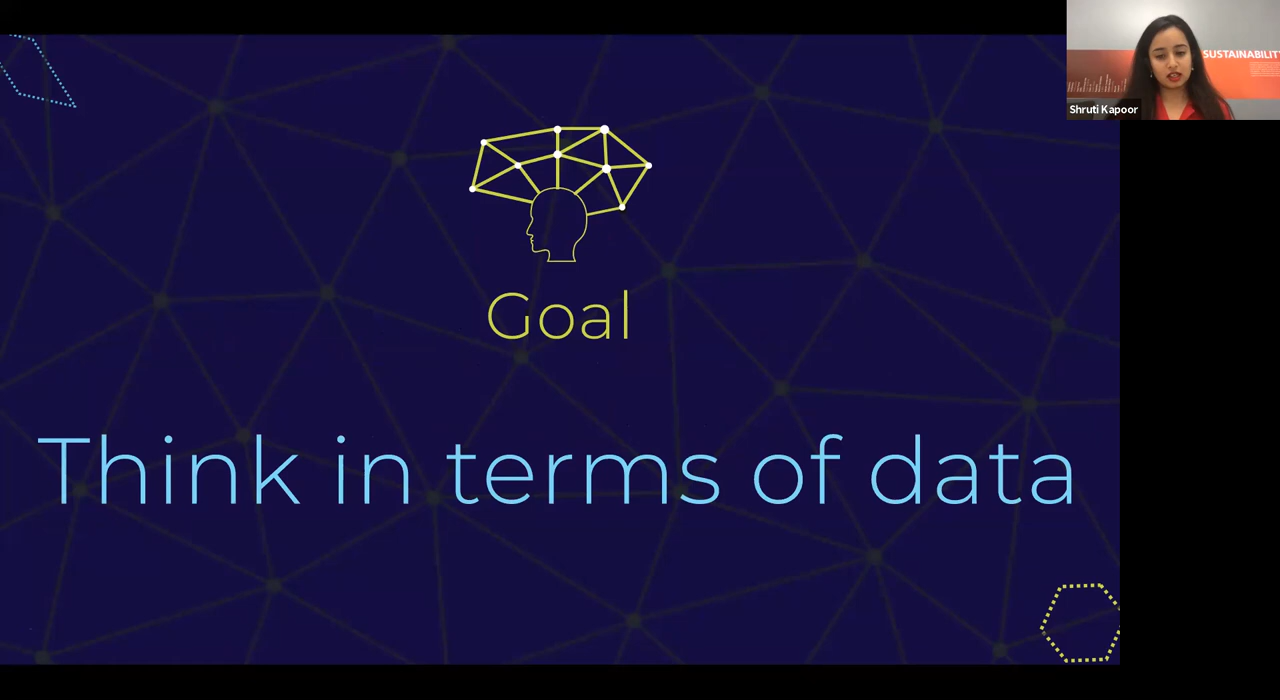 SUSTAINABILITY
Shruti Kapoor
Goal
Think in terms of data